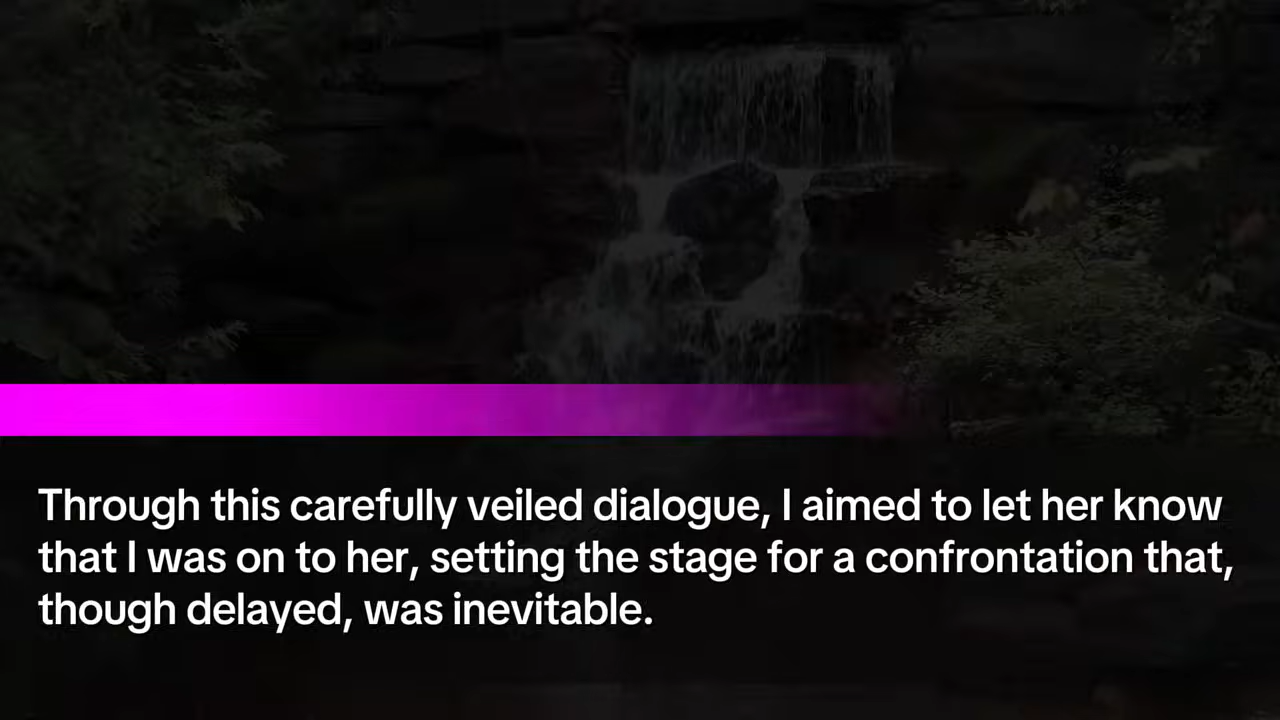 Through this carefully veiled dialogue, I aimed to let her know
that I was on to her, setting the stage for a confrontation that,
though delayed, was inevitable.